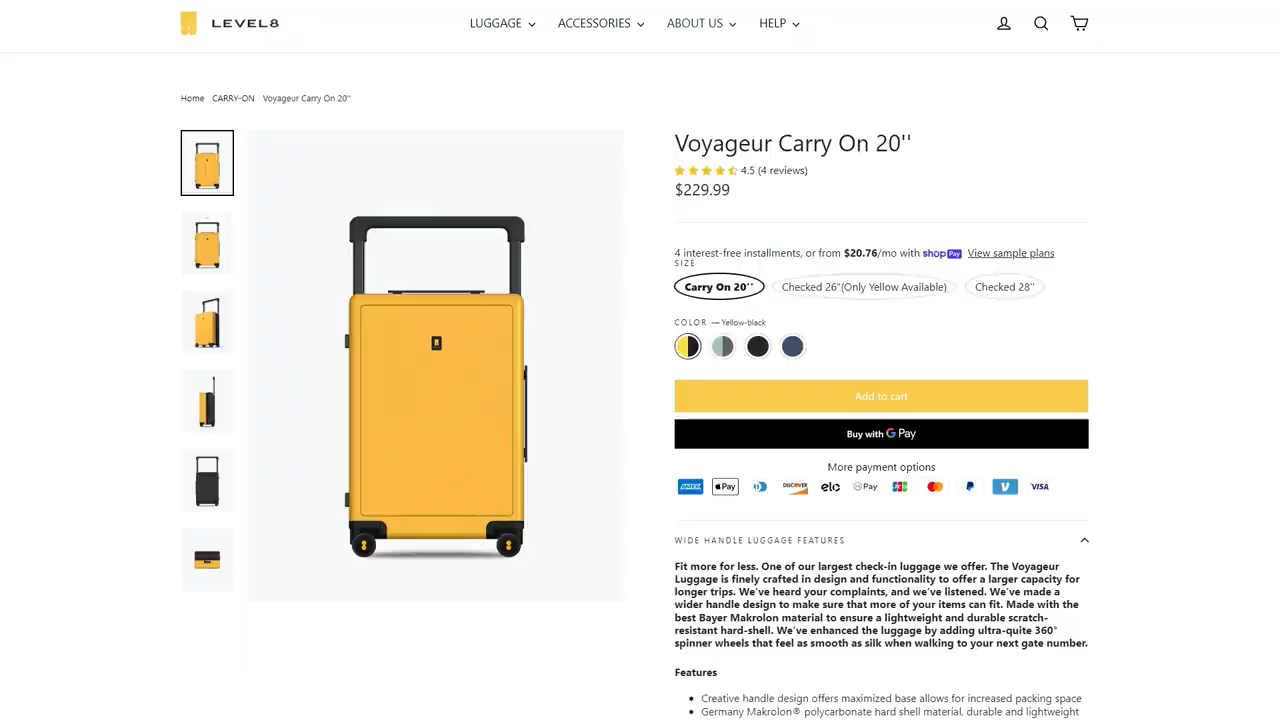 LEVEL8
LUGGAGE
ACCESSORIES
ABOUT US
HELP
Home CARRY-ON Voyageur Carry On 20''
Voyageur Carry On 20''
4.5 (4 reviews)
$229.99
4 interest-free installments, or from $20.76/mo with shop Pay View sample plans
SIZE
Carry On 20''
Checked 26"(Only Yellow Available)
Checked 28''
COLOR — Yellow-black
Add to cart
Buy with G Pay
More payment options
AMEX Pay DISCOVER elo Pay JCB VISA
WIDE HANDLE LUGGAGE FEATURES
Fit more for less. One of our largest check-in luggage we offer. The Voyageur
Luggage is finely crafted in design and functionality to offer a larger capacity for
longer trips. We've heard your complaints, and we've listened. We've made a
wider handle design to make sure that more of your items can fit. Made with the
best Bayer Makrolon material to ensure a lightweight and durable scratch-
resistant hard-shell. We've enhanced the luggage by adding ultra-quite 360°
spinner wheels that feel as smooth as silk when walking to your next gate number.
Features
• Creative handle design offers maximized base allows for increased packing space
• Germany Makrolon® polycarbonate hard shell material, durable and lightweight